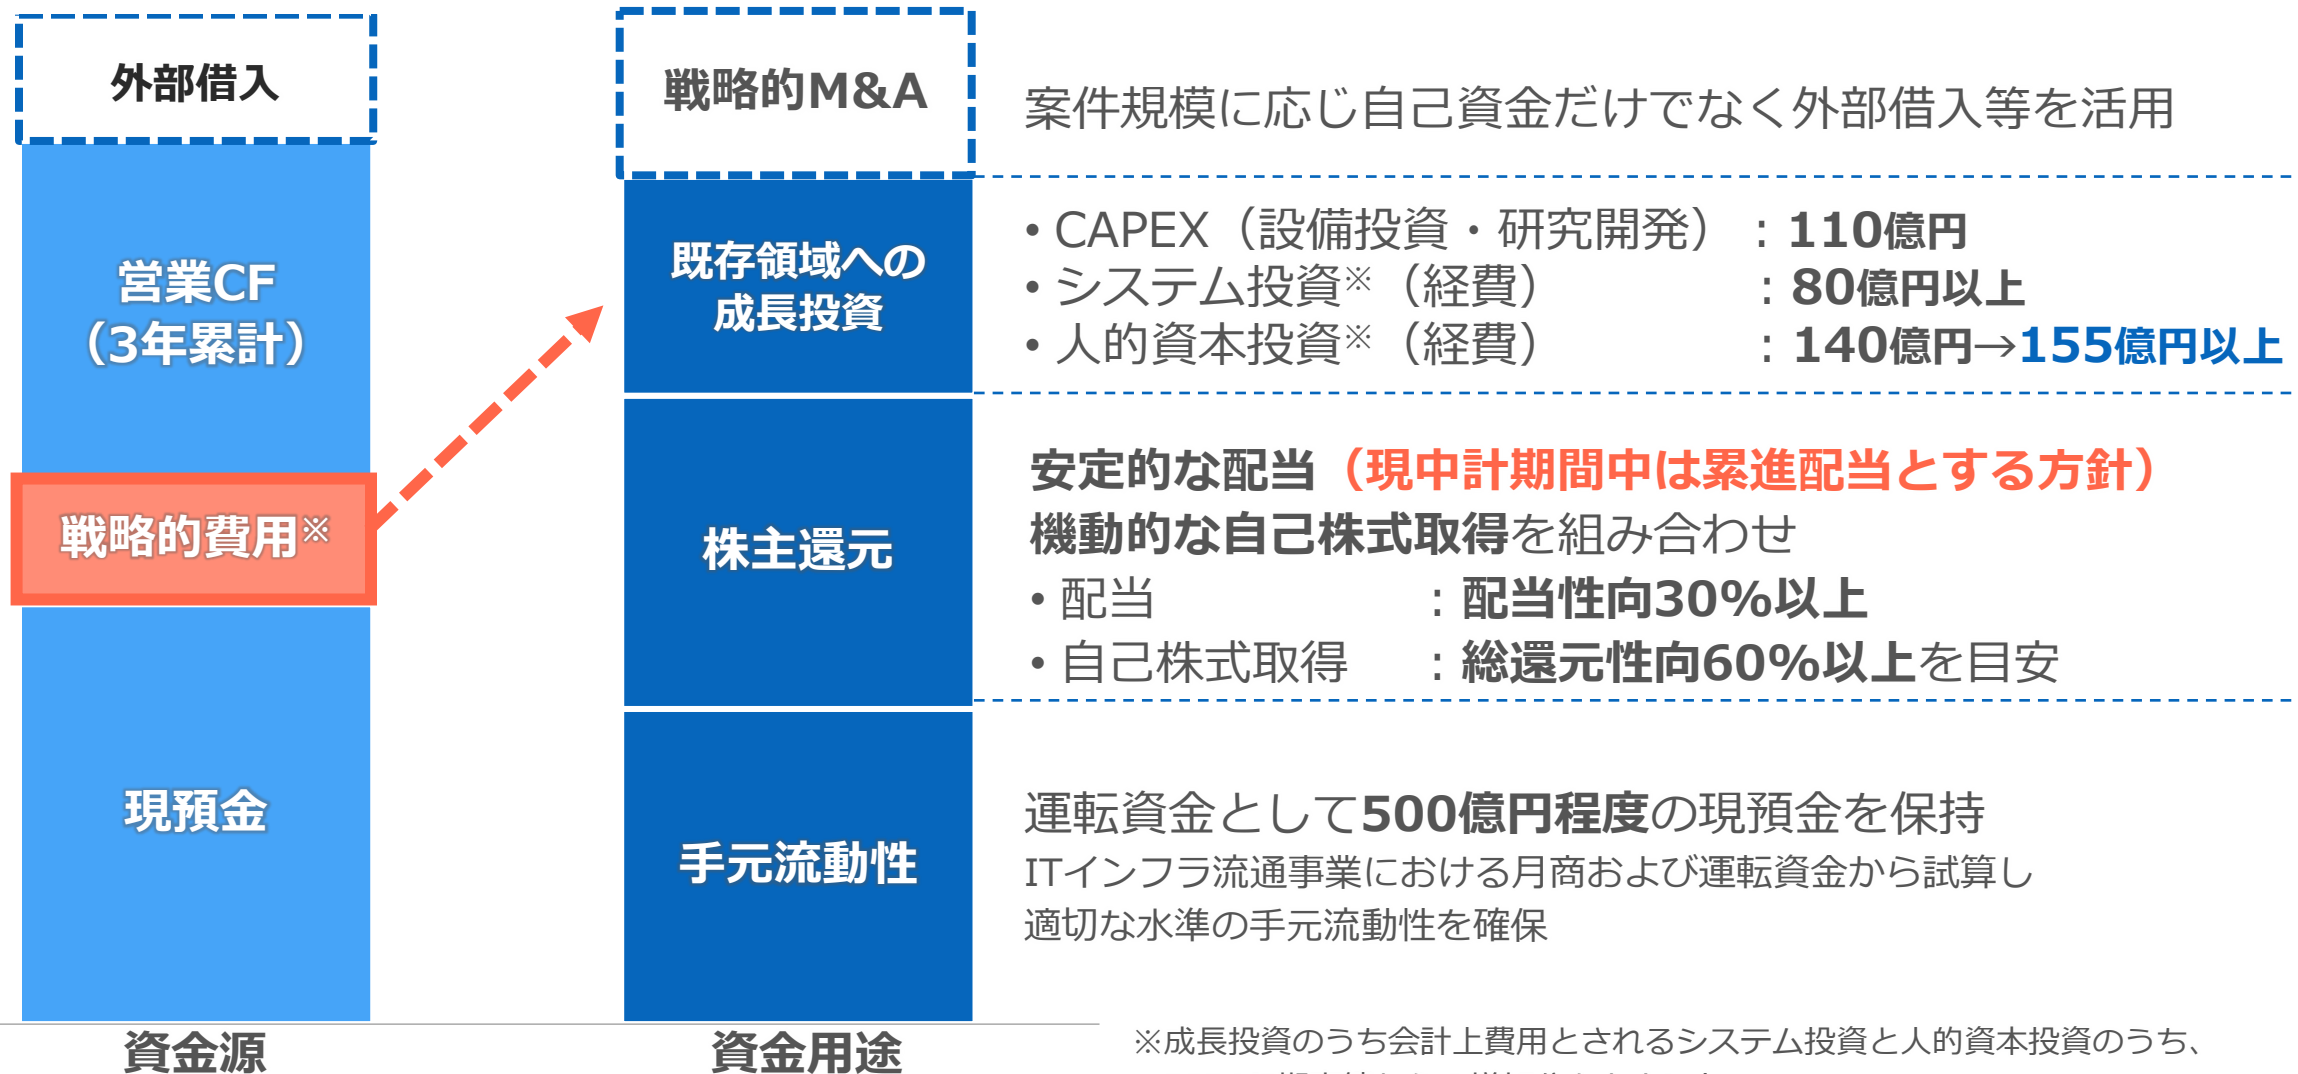 外部借入
営業CF
（3年累計）
戦略的費用※
現預金
資金源
戦略的M&A
既存領域への
成長投資
株主還元
手元流動性
資金用途
案件規模に応じ自己資金だけでなく外部借入等を活用
• CAPEX（設備投資・研究開発）：110億円
• システム投資※（経費）：80億円以上
• 人的資本投資※（経費）：140億円→155億円以上
安定的な配当（現中計期間中は累進配当とする方針）
機動的な自己株式取得を組み合わせ
• 配当：配当性向30%以上
• 自己株式取得：総還元性向60%以上を目安
運転資金として500億円程度の現預金を保持
ITインフラ流通事業における月商および運転資金から試算し
適切な水準の手元流動性を確保
※成長投資のうち会計上費用とされるシステム投資と人的資本投資のうち、